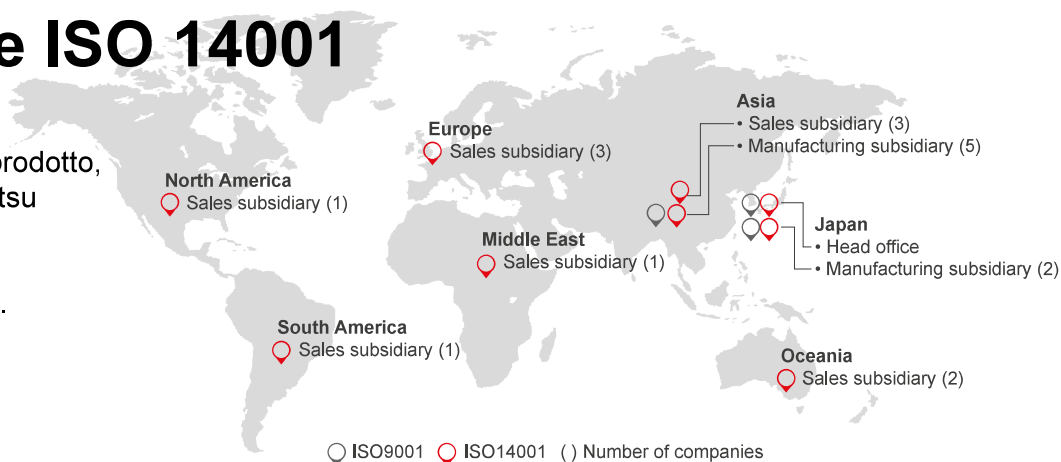 e ISO 14001
prodotto,
tsu
.
North America
Sales subsidiary (1)
Europe
Sales subsidiary (3)
Asia
• Sales subsidiary (3)
• Manufacturing subsidiary (5)
Middle East
Sales subsidiary (1)
Japan
• Head office
• Manufacturing subsidiary (2)
South America
Sales subsidiary (1)
Oceania
Sales subsidiary (2)
ISO9001 ISO14001 ( ) Number of companies